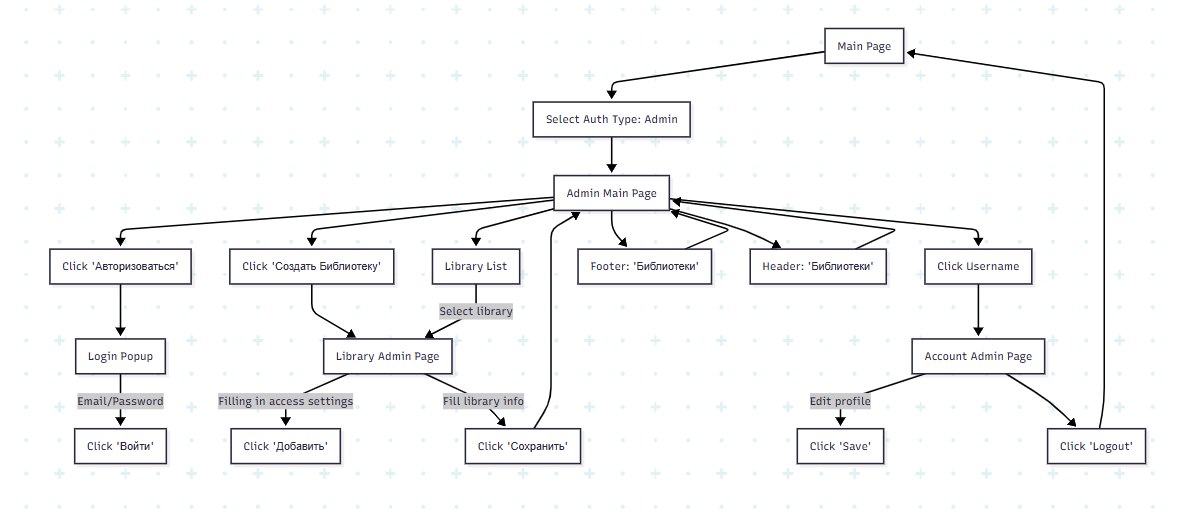 Main Page
Select Auth Type: Admin
Admin Main Page
Click 'Авторизоваться'
Click 'Создать Библиотеку'
Library List
Footer: 'Библиотеки'
Header: 'Библиотеки'
Click Username
Select library
Login Popup
Library Admin Page
Account Admin Page
Email/Password
Filling in access settings
Fill library info
Edit profile
Click 'Войти'
Click 'Добавить'
Click 'Сохранить'
Click 'Save'
Click 'Logout'